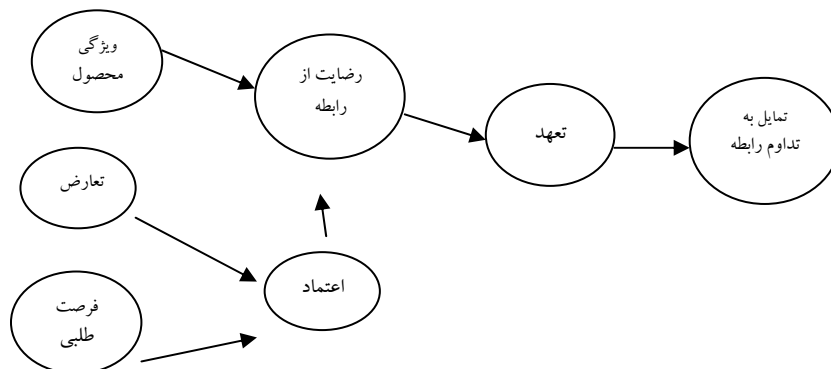 ویژگی
محصول
رضایت از
رابطه
تعهد
تمایل به
تداوم رابطه
تعارض
اعتماد
فرصت
طلبی